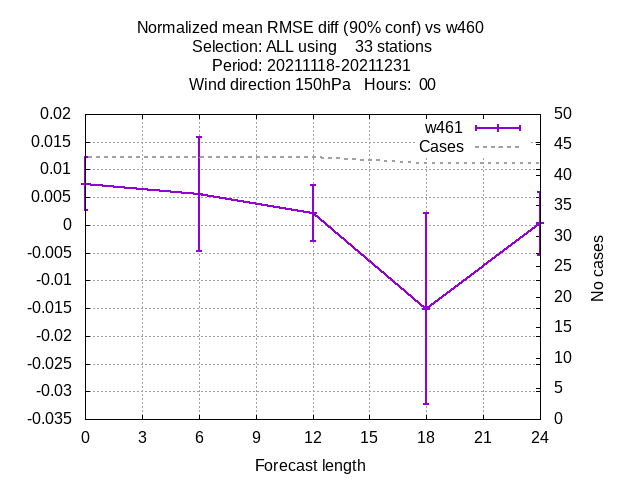 Normalized mean RMSE diff (90% conf) vs w460
Selection: ALL using    33 stations
Period: 20211118-20211231
Wind direction 150hPa   Hours:  00
0.02
0.015
0.01
0.005
0
-0.005
-0.01
-0.015
-0.02
-0.025
-0.03
-0.035
w461
Cases
50
45
40
35
30
25
20
15
10
5
0
No cases
0 3 6 9 12 15 18 21 24
Forecast length